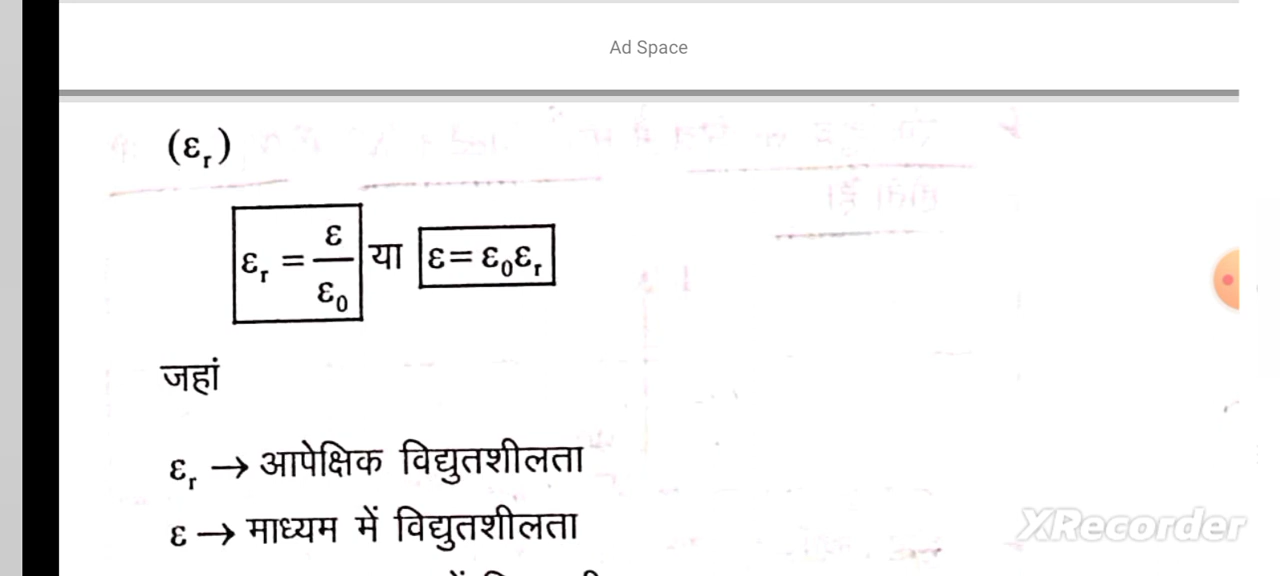 Ad Space
(εᵣ)
εᵣ = ε/ε₀ या ε = ε₀εᵣ
जहां
εᵣ → आपेक्षिक विद्युतशीलता
ε → माध्यम में विद्युतशीलता
XRecorder